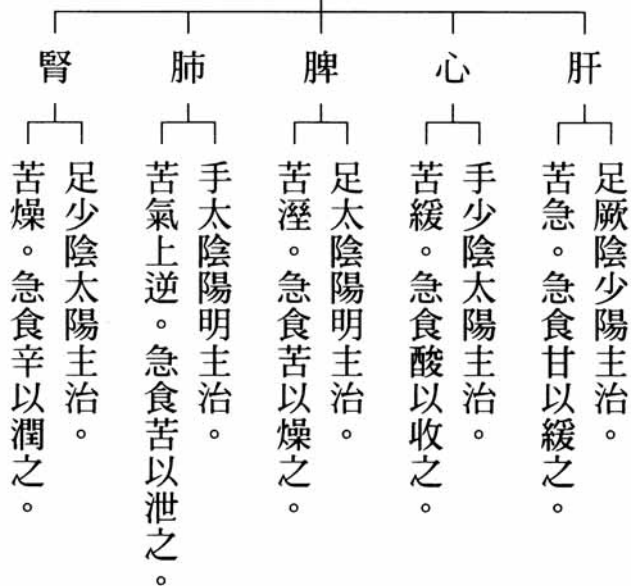 肝
足厥陰少陽主治。
苦急。急食甘以緩之。
心
手少陰太陽主治。
苦緩。急食酸以收之。
脾
足太陰陽明主治。
苦溼。急食苦以燥之。
肺
手太陰陽明主治。
苦氣上逆。急食苦以泄之。
腎
足少陰太陽主治。
苦燥。急食辛以潤之。